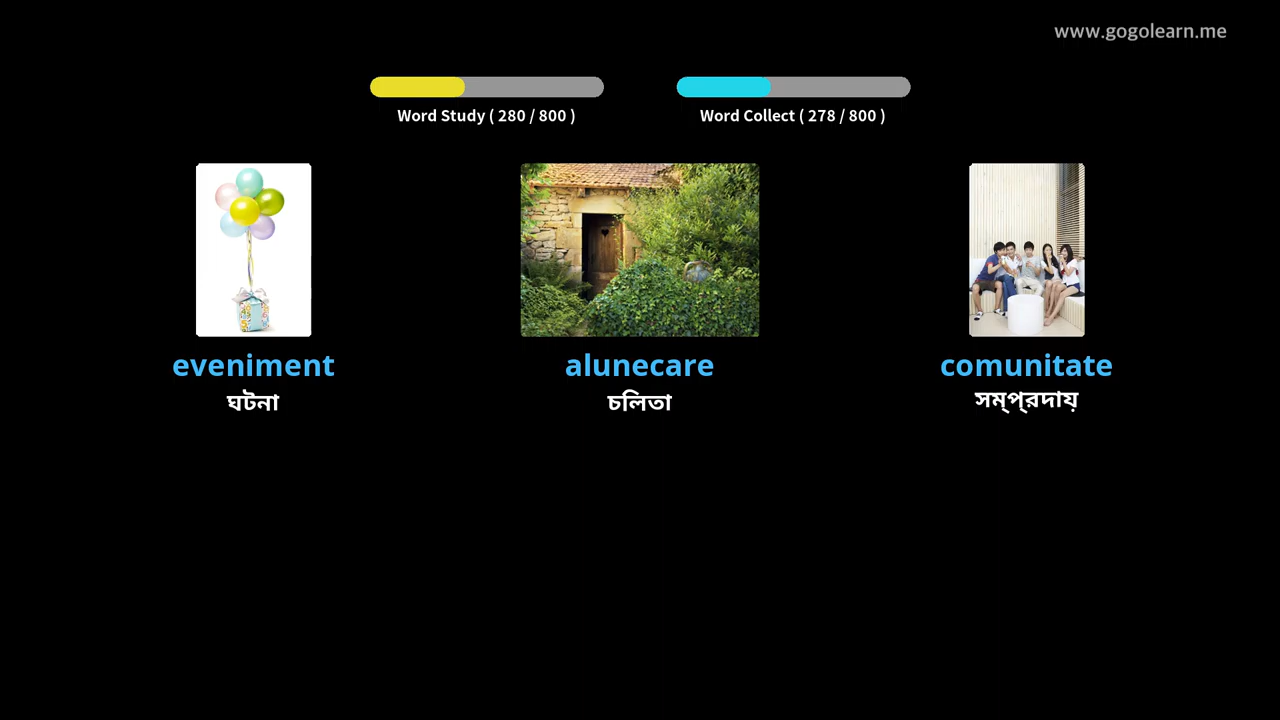 www.gogolearn.me
Word Study ( 280 / 800 )
Word Collect ( 278 / 800 )
eveniment
alunecare
comunitate
ঘটনা
চলিতা
সম্প্রদায়